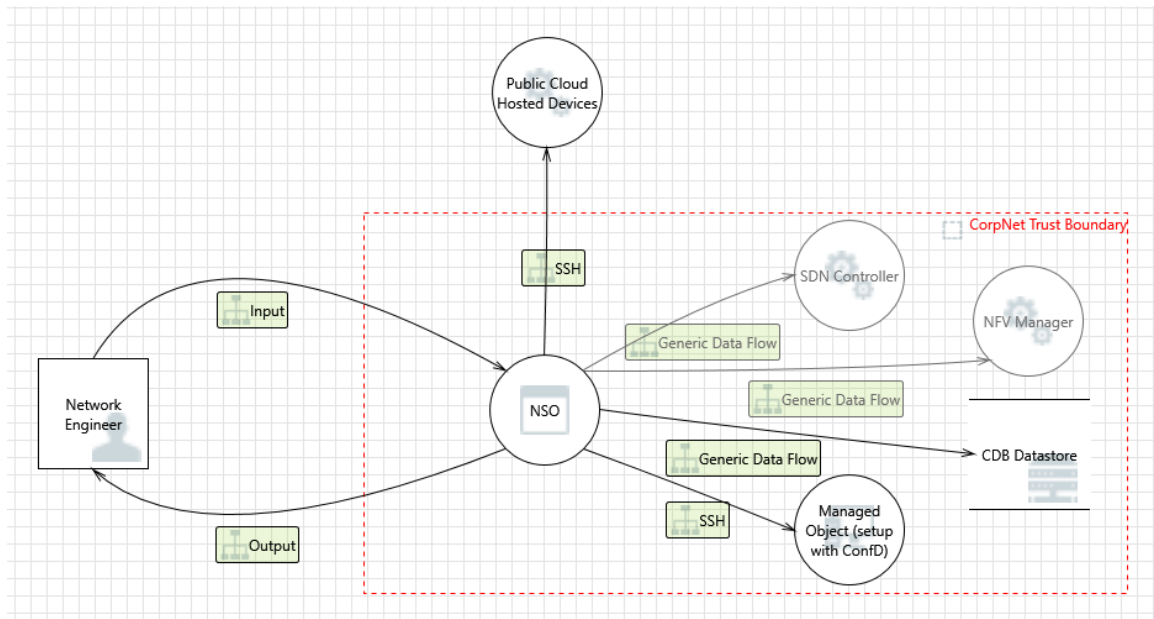 Public Cloud
Hosted Devices
CorpNet Trust Boundary
SSH
SDN Controller
Input
NFV Manager
Generic Data Flow
Generic Data Flow
Network
Engineer
NSO
CDB Datastore
Generic Data Flow
Managed
Object (setup
with ConfD)
SSH
Output